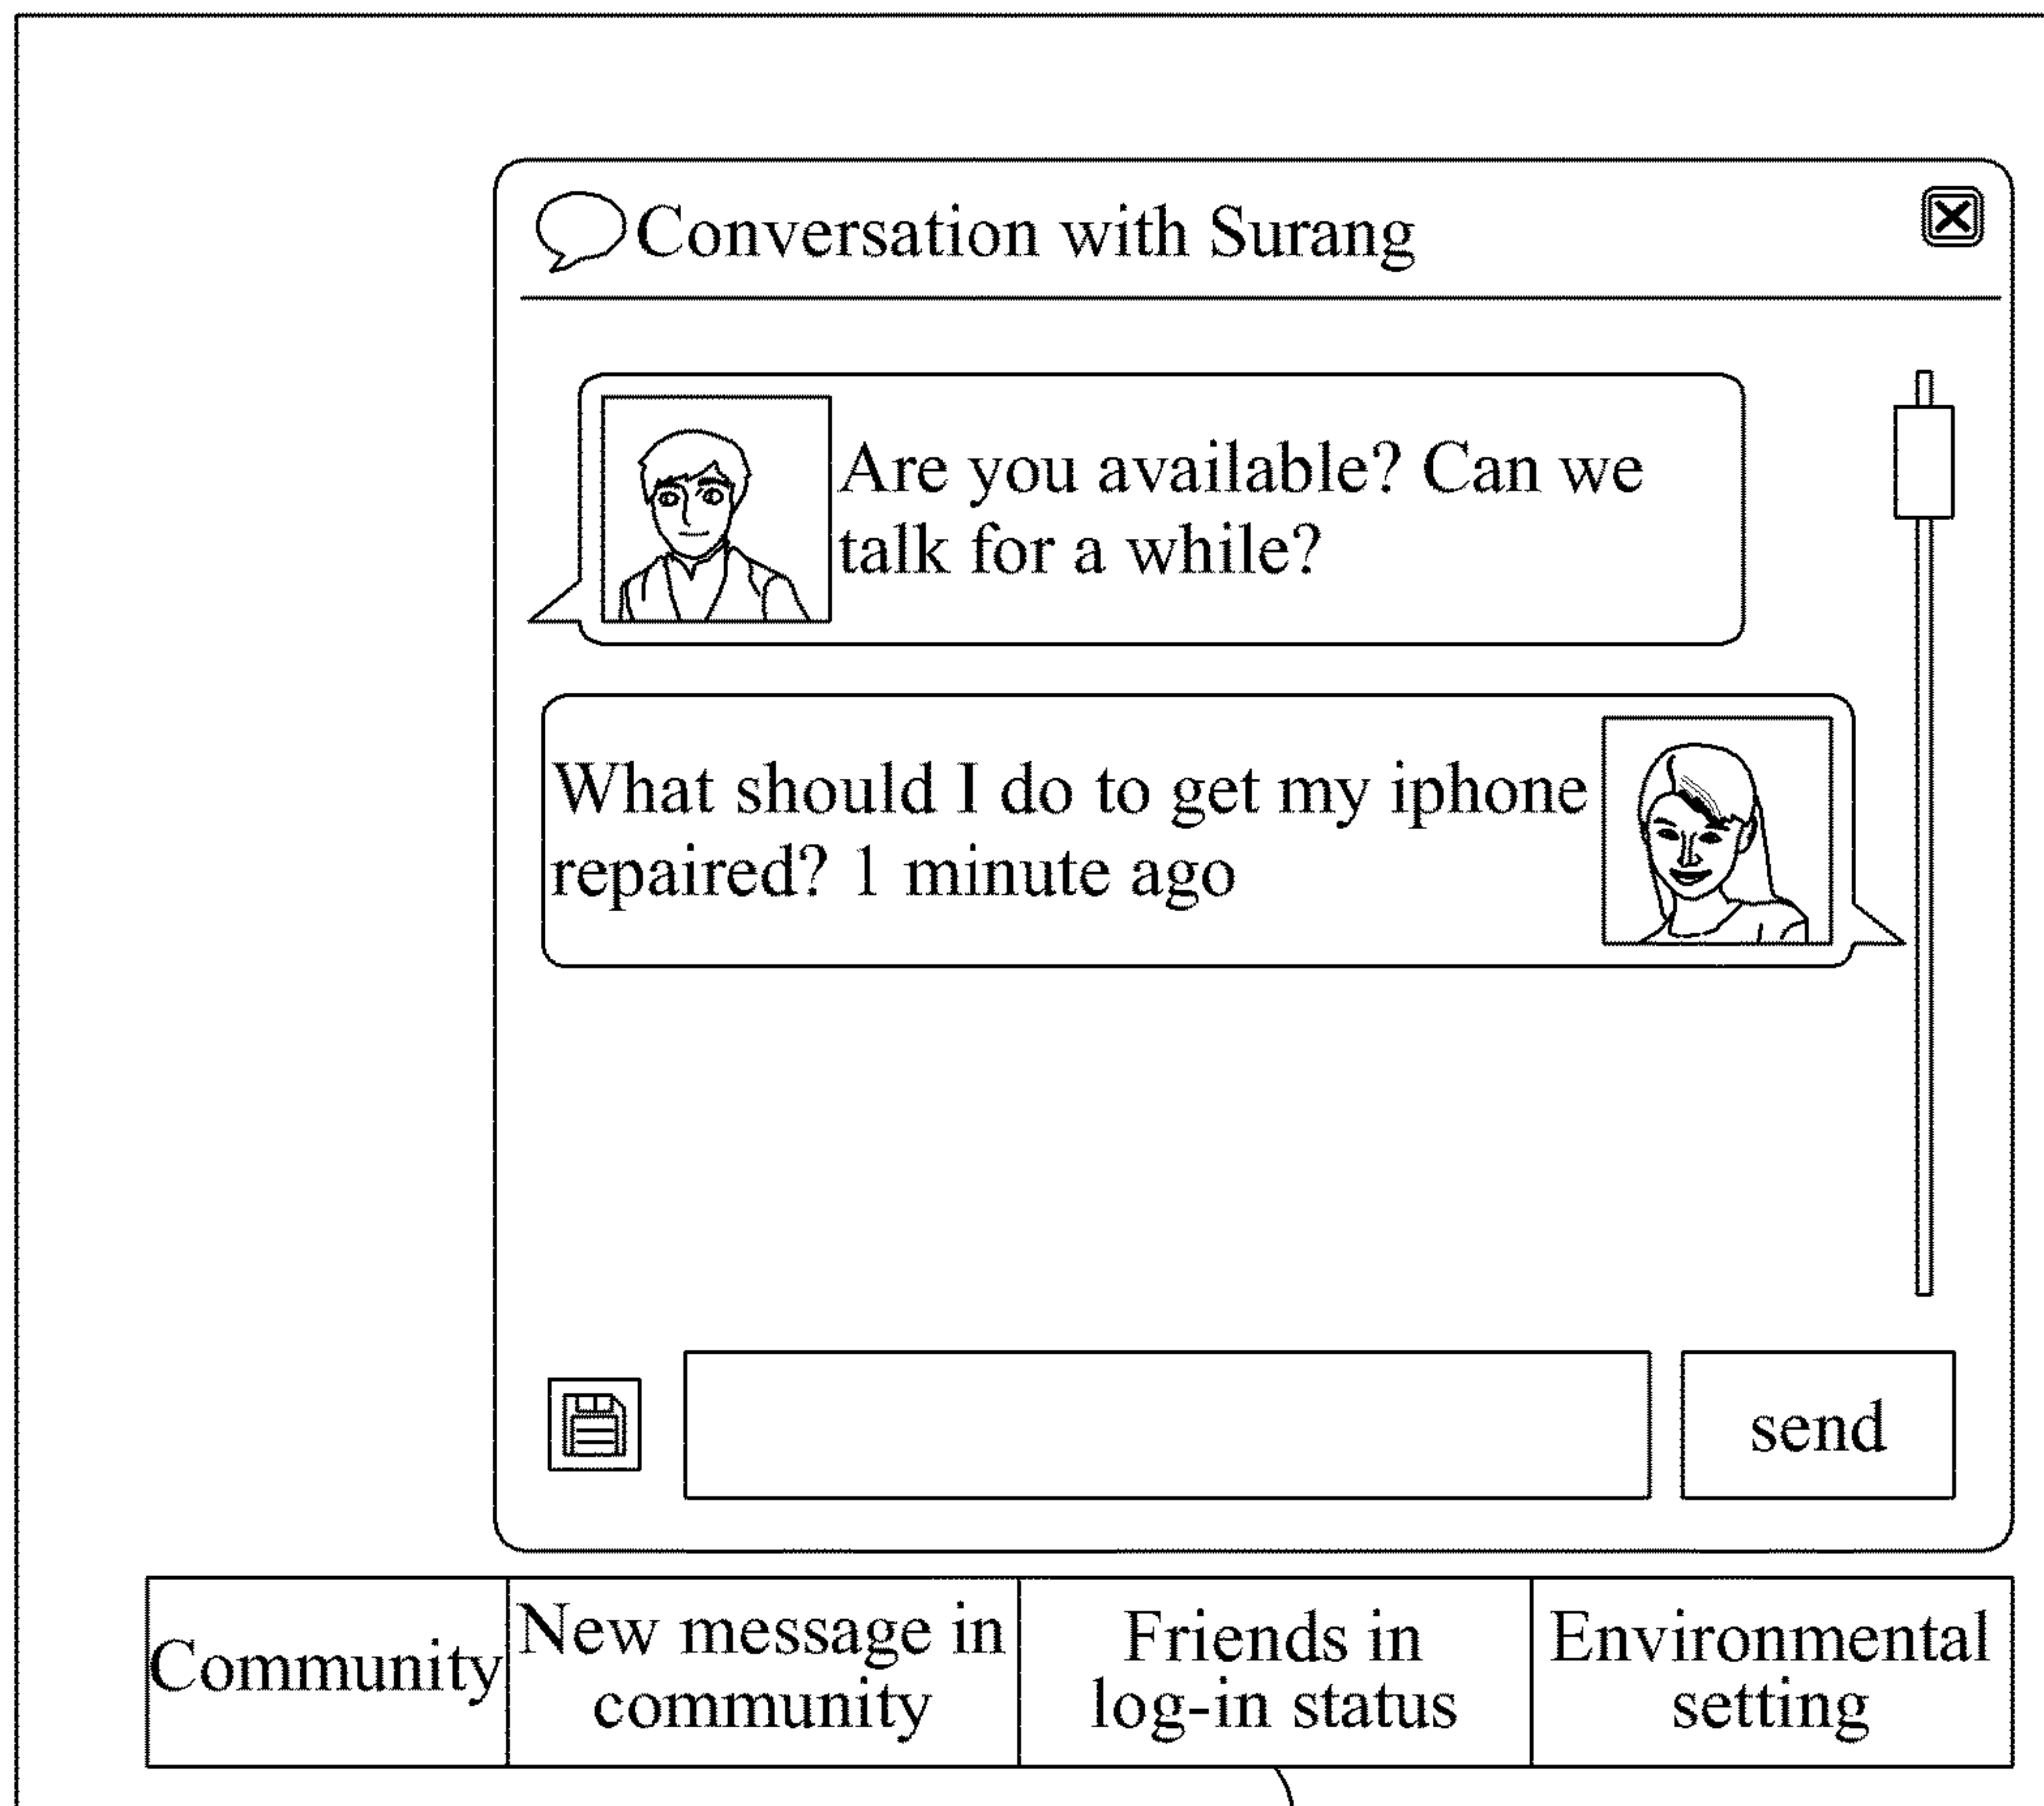 Conversation with Surang
Are you available? Can we
talk for a while?
What should I do to get my iphone
repaired? 1 minute ago
send
Community
New message in
community
Friends in
log-in status
Environmental
setting